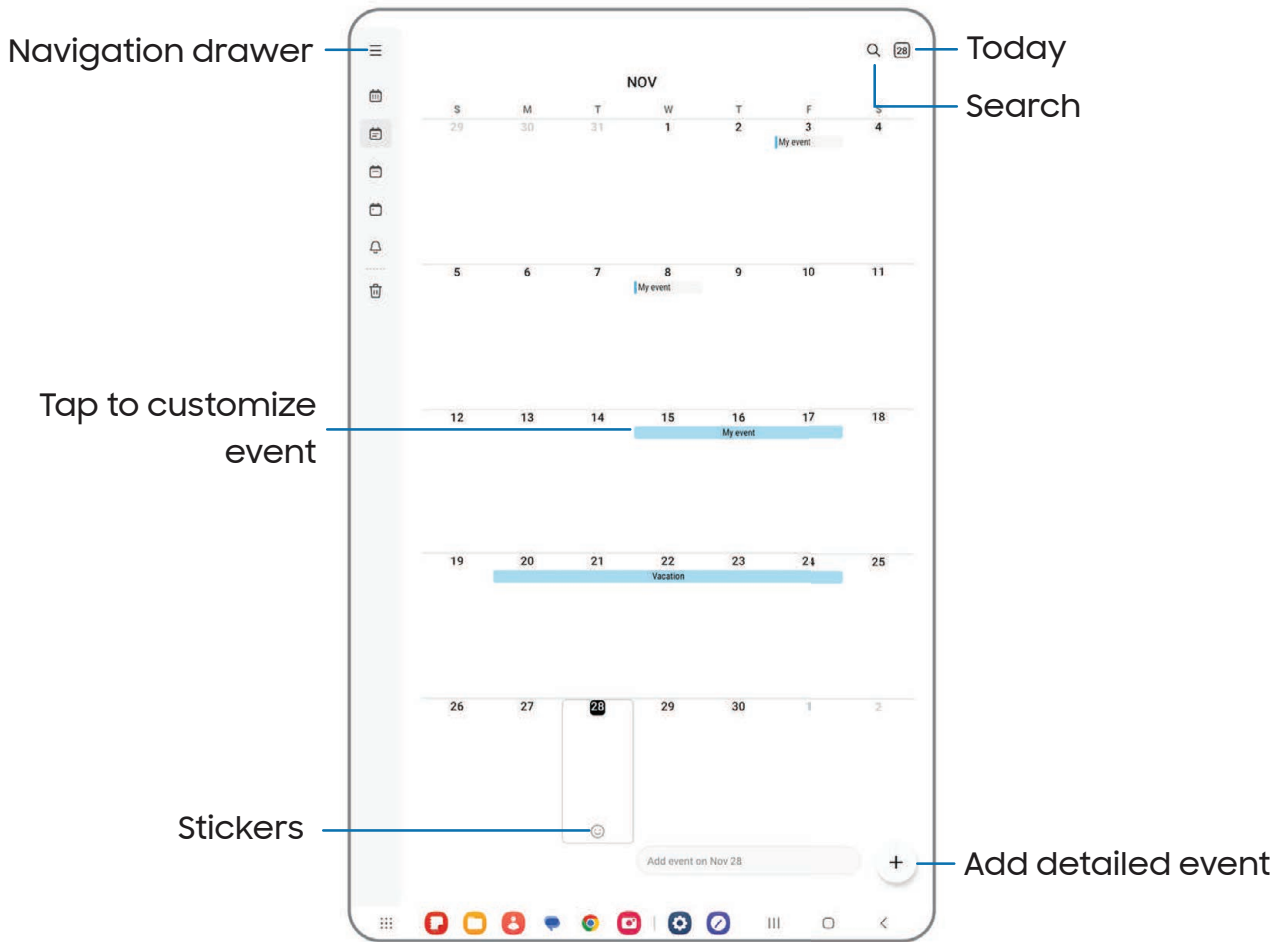 Navigation drawer
28
Today
Search
NOV
S M T W T F S
29 30 31 1 2 3 4
My event
5 6 7 8 9 10 11
My event
Tap to customize
event
12 13 14 15 16 17 18
My event
19 20 21 22 23 24 25
Vacation
26 27 28 29 30 1 2
Stickers
Add event on Nov 28
Add detailed event